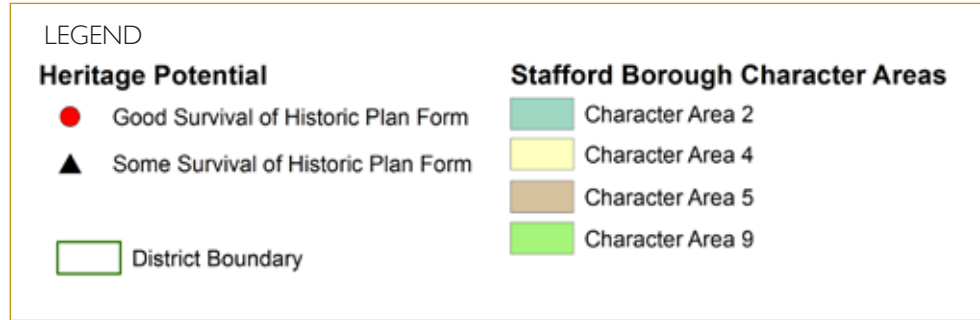 LEGEND
Heritage Potential
Good Survival of Historic Plan Form
Some Survival of Historic Plan Form
District Boundary
Stafford Borough Character Areas
Character Area 2
Character Area 4
Character Area 5
Character Area 9